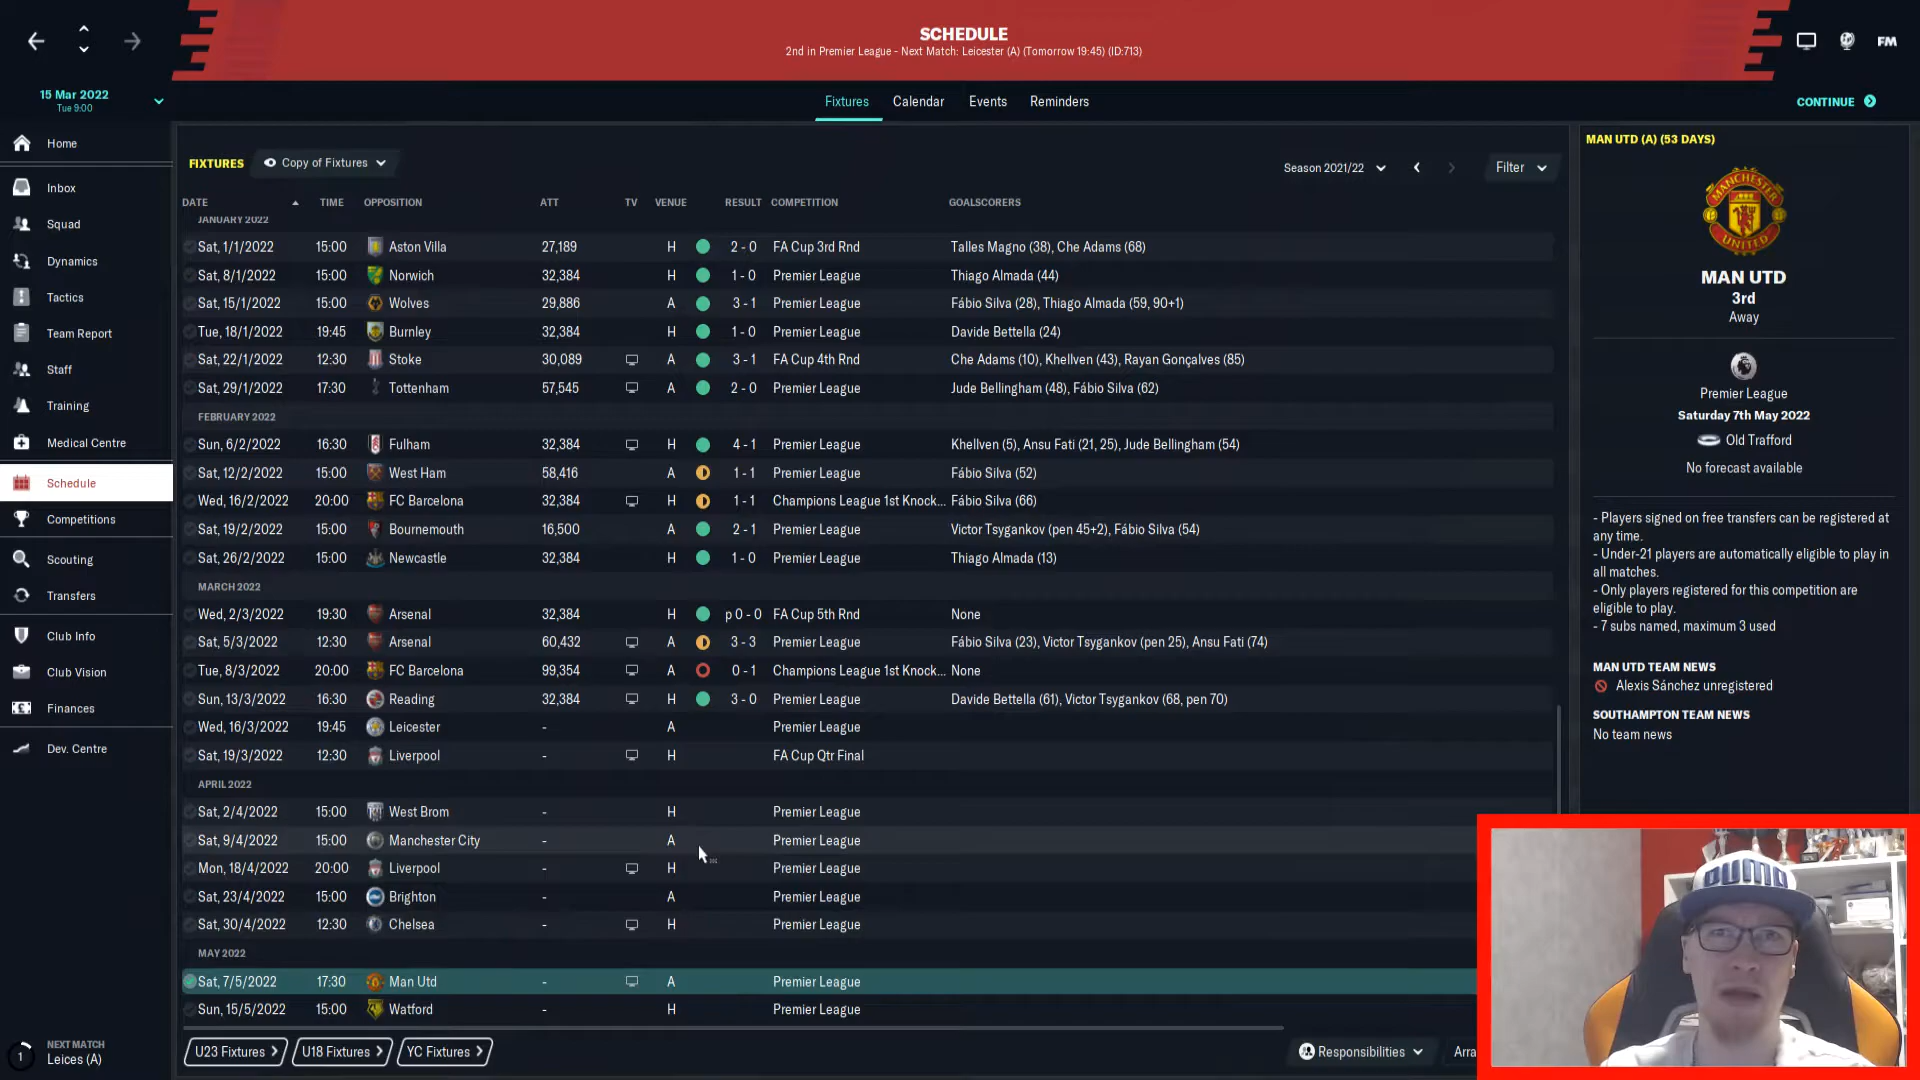 SCHEDULE
2nd in Premier League - Next Match: Leicester (A) (Tomorrow 19:45) (ID:713)
FM
15 Mar 2022
Tue 9:00
Fixtures Calendar Events Reminders
CONTINUE
Home
Inbox
Squad
Dynamics
Tactics
Team Report
Staff
Training
Medical Centre
Schedule
Competitions
Scouting
Transfers
Club Info
Club Vision
Finances
Dev. Centre
1
NEXT MATCH
Leices (A)
FIXTURES Copy of Fixtures Season 2021/22 Filter
DATE TIME OPPOSITION ATT TV VENUE RESULT COMPETITION GOALSCORERS
JANUARY 2022
Sat, 1/1/2022 15:00 Aston Villa 27,189 H 2 - 0 FA Cup 3rd Rnd Talles Magno (38), Che Adams (68)
Sat, 8/1/2022 15:00 Norwich 32,384 H 1 - 0 Premier League Thiago Almada (44)
Sat, 15/1/2022 15:00 Wolves 29,886 A 3 - 1 Premier League Fábio Silva (28), Thiago Almada (59, 90+1)
Tue, 18/1/2022 19:45 Burnley 32,384 H 1 - 0 Premier League Davide Bettella (24)
Sat, 22/1/2022 12:30 Stoke 30,089 A 3 - 1 FA Cup 4th Rnd Che Adams (10), Khellven (43), Rayan Gonçalves (85)
Sat, 29/1/2022 17:30 Tottenham 57,545 A 2 - 0 Premier League Jude Bellingham (48), Fábio Silva (62)
FEBRUARY 2022
Sun, 6/2/2022 16:30 Fulham 32,384 H 4 - 1 Premier League Khellven (5), Ansu Fati (21, 25), Jude Bellingham (54)
Sat, 12/2/2022 15:00 West Ham 58,416 A 1 - 1 Premier League Fábio Silva (52)
Wed, 16/2/2022 20:00 FC Barcelona 32,384 H 1 - 1 Champions League 1st Knock... Fábio Silva (66)
Sat, 19/2/2022 15:00 Bournemouth 16,500 A 2 - 1 Premier League Victor Tsygankov (pen 45+2), Fábio Silva (54)
Sat, 26/2/2022 15:00 Newcastle 32,384 H 1 - 0 Premier League Thiago Almada (13)
MARCH 2022
Wed, 2/3/2022 19:30 Arsenal 32,384 H p 0 - 0 FA Cup 5th Rnd None
Sat, 5/3/2022 12:30 Arsenal 60,432 A 3 - 3 Premier League Fábio Silva (23), Victor Tsygankov (pen 25), Ansu Fati (74)
Tue, 8/3/2022 20:00 FC Barcelona 99,354 A 0 - 1 Champions League 1st Knock... None
Sun, 13/3/2022 16:30 Reading 32,384 H 3 - 0 Premier League Davide Bettella (61), Victor Tsygankov (68, pen 70)
Wed, 16/3/2022 19:45 Leicester - A Premier League
Sat, 19/3/2022 12:30 Liverpool - H FA Cup Qtr Final
APRIL 2022
Sat, 2/4/2022 15:00 West Brom - H Premier League
Sat, 9/4/2022 15:00 Manchester City - A Premier League
Mon, 18/4/2022 20:00 Liverpool - H Premier League
Sat, 23/4/2022 15:00 Brighton - A Premier League
Sat, 30/4/2022 12:30 Chelsea - H Premier League
MAY 2022
Sat, 7/5/2022 17:30 Man Utd - A Premier League
Sun, 15/5/2022 15:00 Watford - H Premier League
U23 Fixtures U18 Fixtures YC Fixtures Responsibilities Arra
MAN UTD (A) (53 DAYS)
MANCHESTER
UNITED
MAN UTD
3rd
Away
Premier League
Saturday 7th May 2022
Old Trafford
No forecast available
- Players signed on free transfers can be registered at
any time.
- Under-21 players are automatically eligible to play in
all matches.
- Only players registered for this competition are
eligible to play.
- 7 subs named, maximum 3 used
MAN UTD TEAM NEWS
Alexis Sánchez unregistered
SOUTHAMPTON TEAM NEWS
No team news